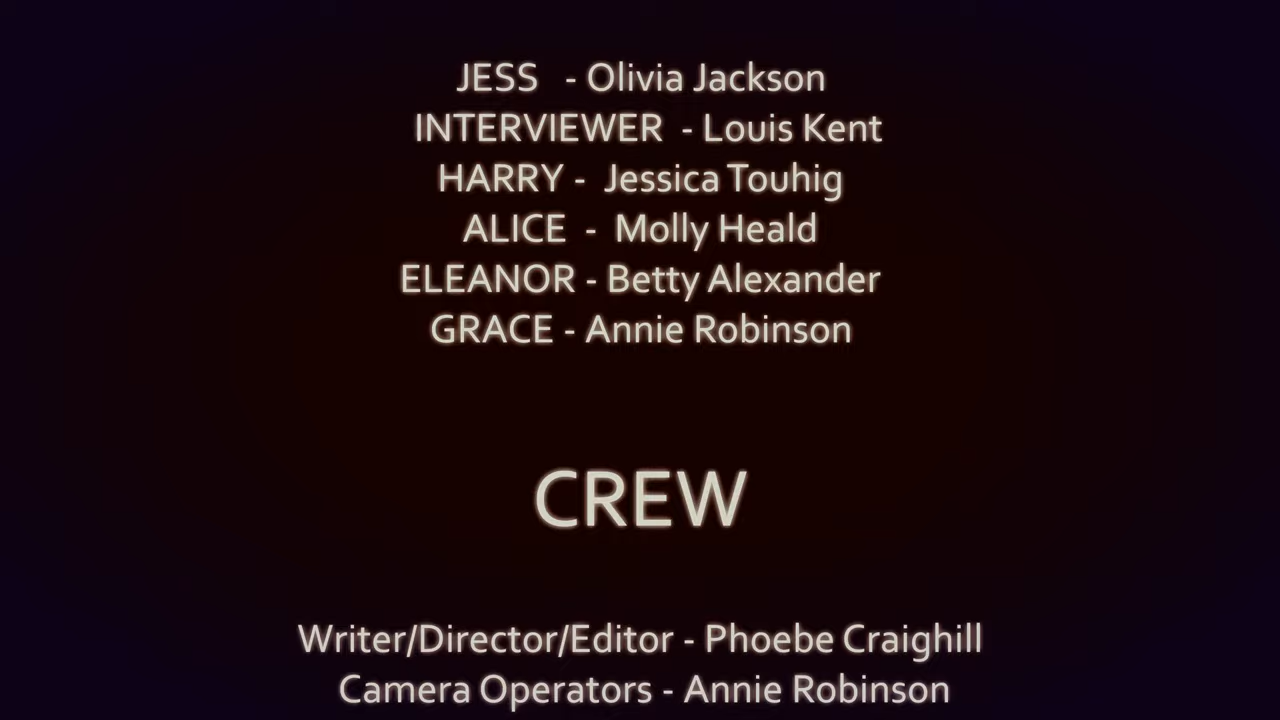 JESS - Olivia Jackson
INTERVIEWER - Louis Kent
HARRY - Jessica Touhig
ALICE - Molly Heald
ELEANOR - Betty Alexander
GRACE - Annie Robinson
CREW
Writer/Director/Editor - Phoebe Craighill
Camera Operators - Annie Robinson